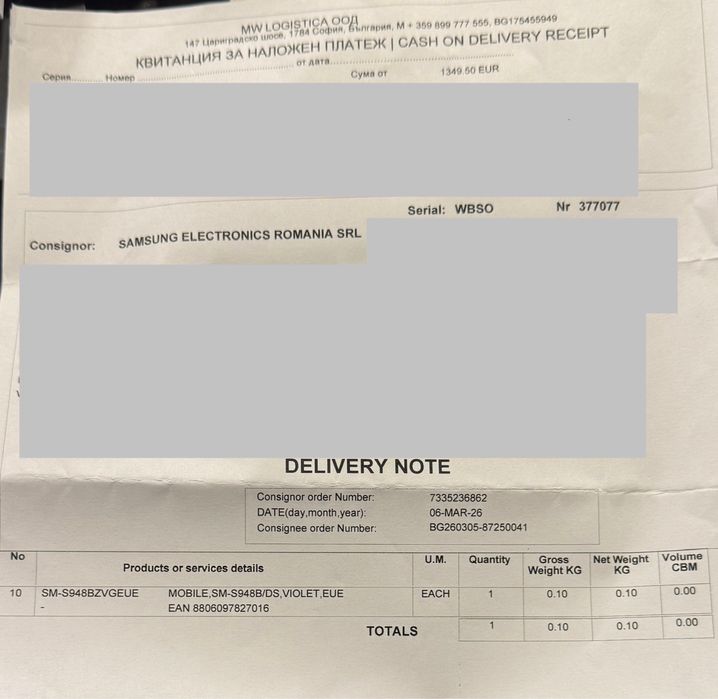 MW LOGISTICA ООД
147 Цариградско шосе, 1784 София, България, М + 359 899 777 555, BG175455949
КВИТАНЦИЯ ЗА НАЛОЖЕН ПЛАТЕЖ | CASH ON DELIVERY RECEIPT
Серия.......... Номер ............................................ от дата............................................................
Сума от 1349.50 EUR
Serial: WBSO Nr 377077
Consignor: SAMSUNG ELECTRONICS ROMANIA SRL
DELIVERY NOTE
Consignor order Number: 7335236862
DATE(day,month,year): 06-MAR-26
Consignee order Number: BG260305-87250041
No Products or services details U.M. Quantity Gross Weight KG Net Weight KG Volume CBM
10 SM-S948BZVGEUE MOBILE,SM-S948B/DS,VIOLET,EUE EACH 1 0.10 0.10 0.00
- EAN 8806097827016
TOTALS 1 0.10 0.10 0.00